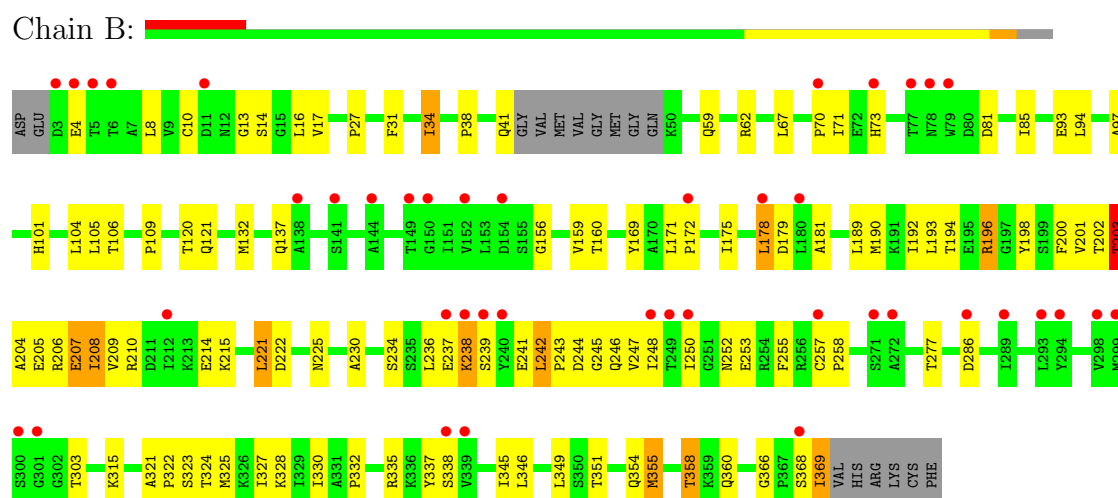 Chain B:
ASP GLU D3 E4 T5 T6 A7 L8 V9 C10 D11 N12 G13 S14 G15 L16 V17 P27 F31 I34 P38 Q41 GLY VAL MET VAL GLY MET GLY GLN K50 Q59 R62 L67 P70 I71 E72 H73 T77 N78 W79 D80 D81 I85 E93 L94 A97
H101 L104 L105 T106 P109 T120 Q121 M132 Q137 A138 S141 A144 T149 G150 T151 V152 L153 D154 S155 G156 V159 T160 Y169 A170 L171 P172 I175 L178 D179 L180 A181 L189 M190 K191 I192 L193 T194 E195 R196 G197 Y198 S199 F200 V201 T202 T203
A204 E205 R206 E207 I208 V209 R210 D211 I212 K213 E214 K215 L221 D222 N225 A230 S234 S235 L236 E237 K238 S239 Y240 E241 L242 P243 D244 G245 Q246 V247 I248 T249 I250 G251 N252 E253 R254 F255 R256 C257 P258 S271 A272 T277 D286 I289 L293 Y294 V298 M299
S300 G301 G302 T303 K315 A321 P322 S323 T324 M325 K326 I327 K328 I329 I330 A331 P332 R335 K336 Y337 S338 V339 I345 L346 L349 S350 T351 Q354 M355 T358 K359 Q360 G366 P367 S368 I369 VAL HIS ARG LYS CYS PHE